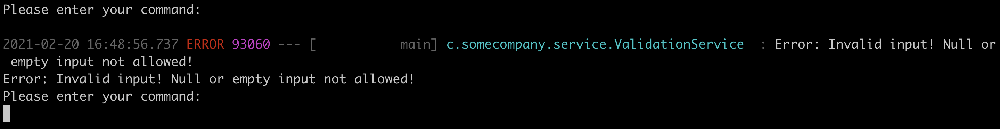 Please enter your command:
2021-02-20 16:48:56.737 ERROR 93060 --- [           main] c.somecompany.service.ValidationService  : Error: Invalid input! Null or
 empty input not allowed!
Error: Invalid input! Null or empty input not allowed!
Please enter your command: